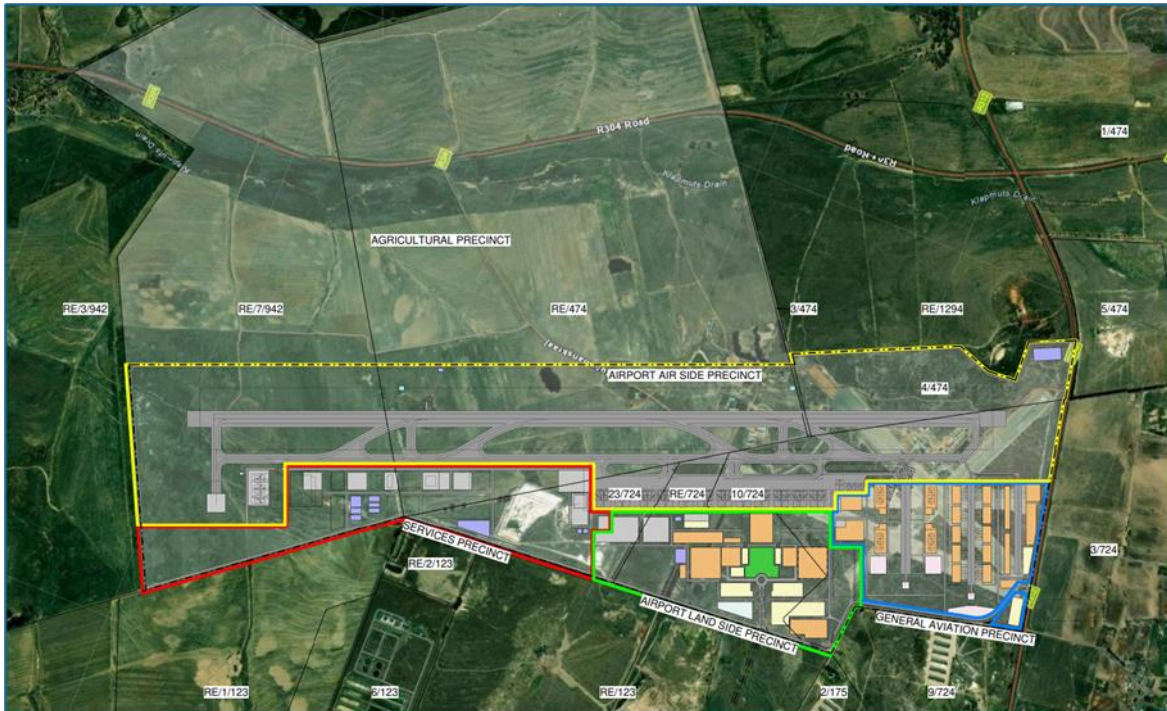 R304 Road
1/474
R304 Road
Klapmuts Drain
Klapmuts Drain
AGRICULTURAL PRECINCT
RE/3/942
RE/7/942
RE/474
3/474
RE/1294
5/474
AIRPORT AIR SIDE PRECINCT
4/474
23/724
RE/724
10/724
SERVICES PRECINCT
3/724
RE/2/123
AIRPORT LAND SIDE PRECINCT
GENERAL AVIATION PRECINCT
RE/1/123
6/123
RE/123
2/175
9/724